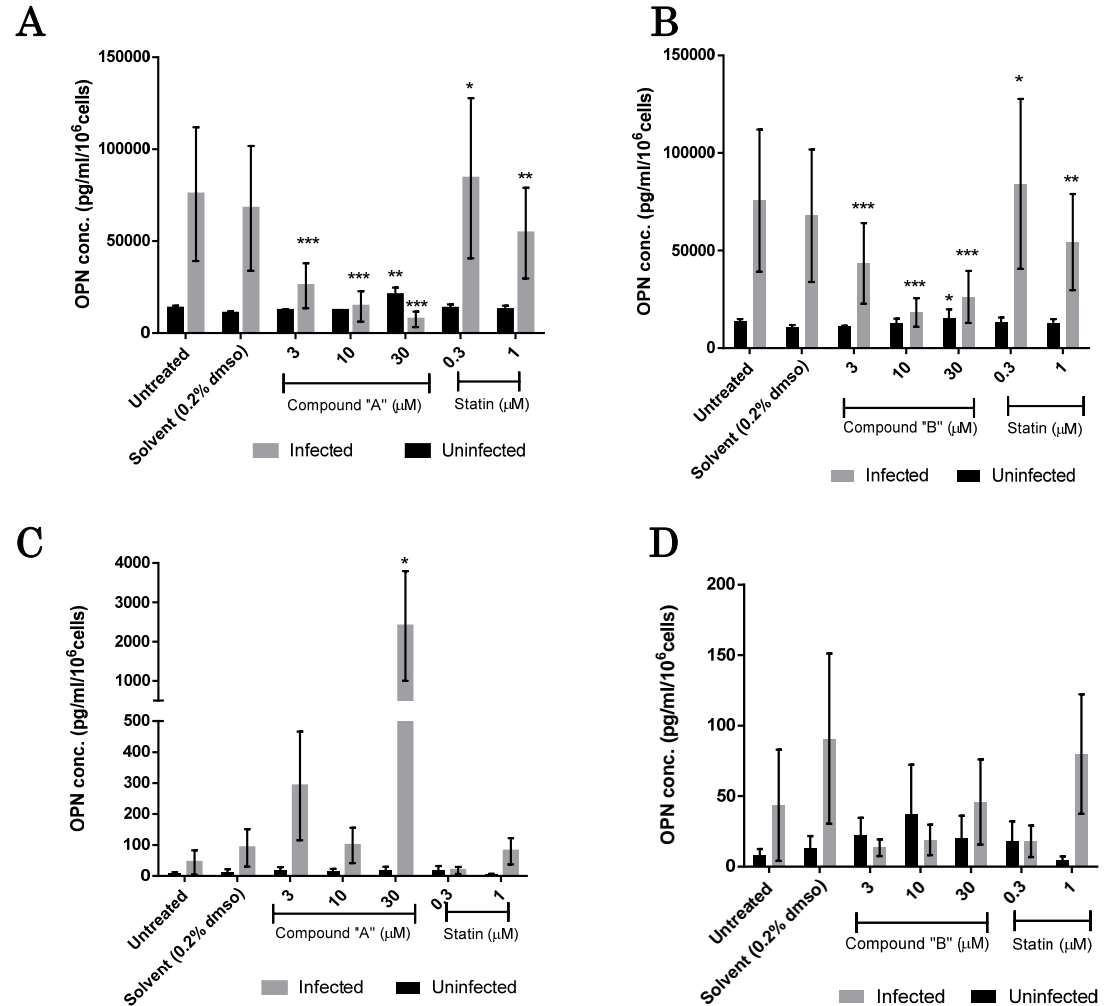 A
OPN conc. (pg/ml/10⁶cells)
150000
100000
50000
0
*
**
***
***
**
***
Untreated
Solvent (0.2% dmso)
3
10
30
0.3
1
Compound "A" (µM)
Statin (µM)
Infected
Uninfected
B
OPN conc. (pg/ml/10⁶cells)
150000
100000
50000
0
*
**
***
***
*
***
Untreated
Solvent (0.2% dmso)
3
10
30
0.3
1
Compound "B" (µM)
Statin (µM)
Infected
Uninfected
C
OPN conc. (pg/ml/10⁶cells)
4000
3000
2000
1000
500
400
300
200
100
0
*
Untreated
Solvent (0.2% dmso)
3
10
30
0.3
1
Compound "A" (µM)
Statin (µM)
Infected
Uninfected
D
OPN conc. (pg/ml/10⁶cells)
200
150
100
50
0
Untreated
Solvent (0.2% dmso)
3
10
30
0.3
1
Compound "B" (µM)
Statin (µM)
Infected
Uninfected